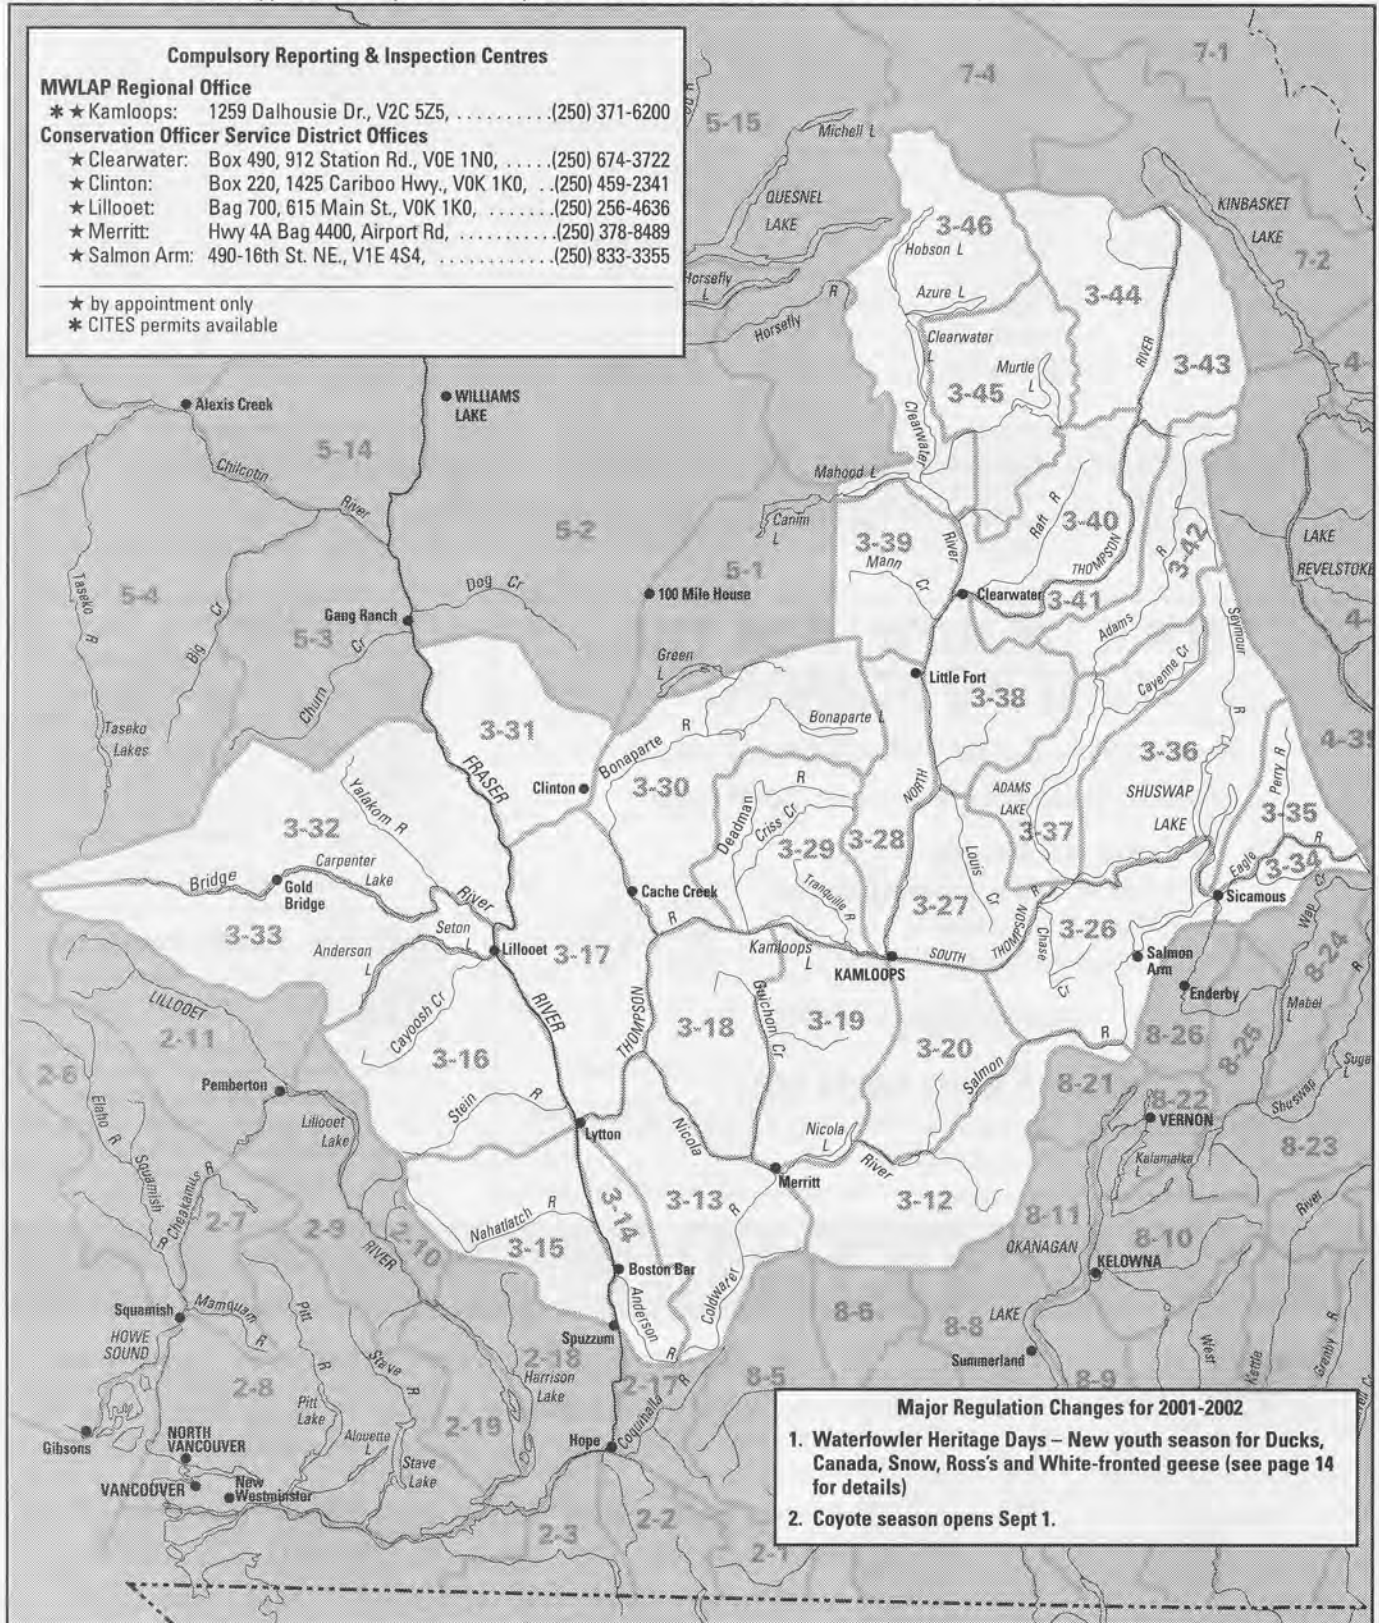 Compulsory Reporting & Inspection Centres
MWLAP Regional Office
✱ ★ Kamloops: 1259 Dalhousie Dr., V2C 5Z5, ..........(250) 371-6200
Conservation Officer Service District Offices
★ Clearwater: Box 490, 912 Station Rd., V0E 1N0, .....(250) 674-3722
★ Clinton: Box 220, 1425 Cariboo Hwy., V0K 1K0, ..(250) 459-2341
★ Lillooet: Bag 700, 615 Main St., V0K 1K0, .......(250) 256-4636
★ Merritt: Hwy 4A Bag 4400, Airport Rd, ..........(250) 378-8489
★ Salmon Arm: 490-16th St. NE., V1E 4S4, ............(250) 833-3355
★ by appointment only
✱ CITES permits available
7-1
7-4
5-15
Michell L
QUESNEL
LAKE
KINBASKET
LAKE
7-2
3-46
Hobson L
Azure L
3-44
Horsefly
L
Horsefly R
Clearwater
L
Murtle
L
RIVER
3-43
3-45
4-
Alexis Creek
WILLIAMS
LAKE
5-14
Chilcotin
River
Clearwater
Mahood L
Canim
L
5-2
3-39
Mann
Cr
River
Raft R
3-40
THOMPSON
R
3-42
LAKE
REVELSTOKE
4-
Taseko
R
5-4
Big Cr
5-3
Gang Ranch
Dog Cr
5-1
100 Mile House
Clearwater
3-41
Adams
Seymour
R
Churn Cr
Green
L
Little Fort
3-38
Cayenne Cr
Taseko
Lakes
3-31
Bonaparte L
Bonaparte R
3-36
4-39
FRASER
Clinton
3-30
NORTH
ADAMS
LAKE
SHUSWAP
LAKE
Perry R
3-35
Yalakom R
3-32
Deadman
R
Criss Cr
3-29
3-28
3-37
Carpenter
Lake
Bridge
Gold
Bridge
River
Cache Creek
Tranquille R
Louis
Cr
3-27
R
Eagle
R
3-34
Sicamous
3-33
Seton
L
Anderson
L
Lillooet
3-17
R
Kamloops
L
KAMLOOPS
SOUTH
THOMPSON
R
3-26
Chase
Cr
Salmon
Arm
Wap
Cr
8-24
LILLOOET
2-11
Cayoosh Cr
RIVER
THOMPSON
3-18
Guichon
Cr
3-19
3-20
Enderby
Mabel
L
R
8-26
8-25
Sugar
L
2-6
Pemberton
3-16
Salmon
R
8-21
8-22
VERNON
Shuswap
Elaho
R
Lillooet
Lake
Stein R
Lytton
Nicola
Nicola
L
River
Merritt
Kalamalka
L
8-23
Squamish
R
Cheakamus
R
2-7
2-9
2-10
RIVER
Nahatlatch R
3-15
3-14
3-13
R
3-12
8-11
OKANAGAN
8-10
KELOWNA
River
Boston Bar
Anderson
R
Coldwater
Squamish
Mamquam
R
Pitt
R
HOWE
SOUND
Spuzzum
8-6
8-8
LAKE
Summerland
West
Kettle
Granby R
2-8
Stave
R
2-18
Harrison
Lake
2-17
8-5
8-9
Pitt
Lake
2-19
Alouette
L
Stave
Lake
Gibsons
NORTH
VANCOUVER
VANCOUVER
New
Westminster
Hope
Coquihalla R
2-3
2-2
2-1
Major Regulation Changes for 2001-2002
1. Waterfowler Heritage Days – New youth season for Ducks,
Canada, Snow, Ross's and White-fronted geese (see page 14
for details)
2. Coyote season opens Sept 1.